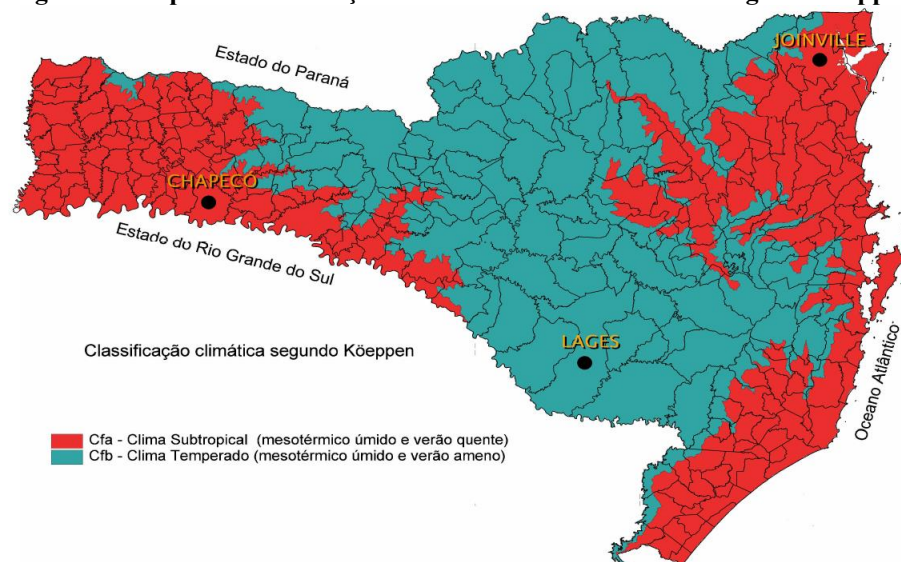 JOINVILLE
Estado do Paraná
CHAPECÓ
Estado do Rio Grande do Sul
LAGES
Classificação climática segundo Köeppen
Oceano Atlântico
Cfa - Clima Subtropical (mesotérmico úmido e verão quente)
Cfb - Clima Temperado (mesotérmico úmido e verão ameno)